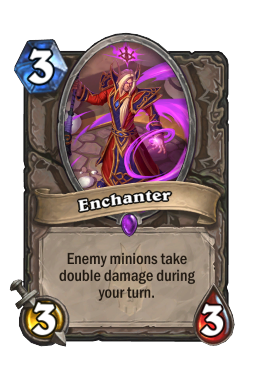 3
Enchanter
Enemy minions take
double damage during
your turn.
3 3